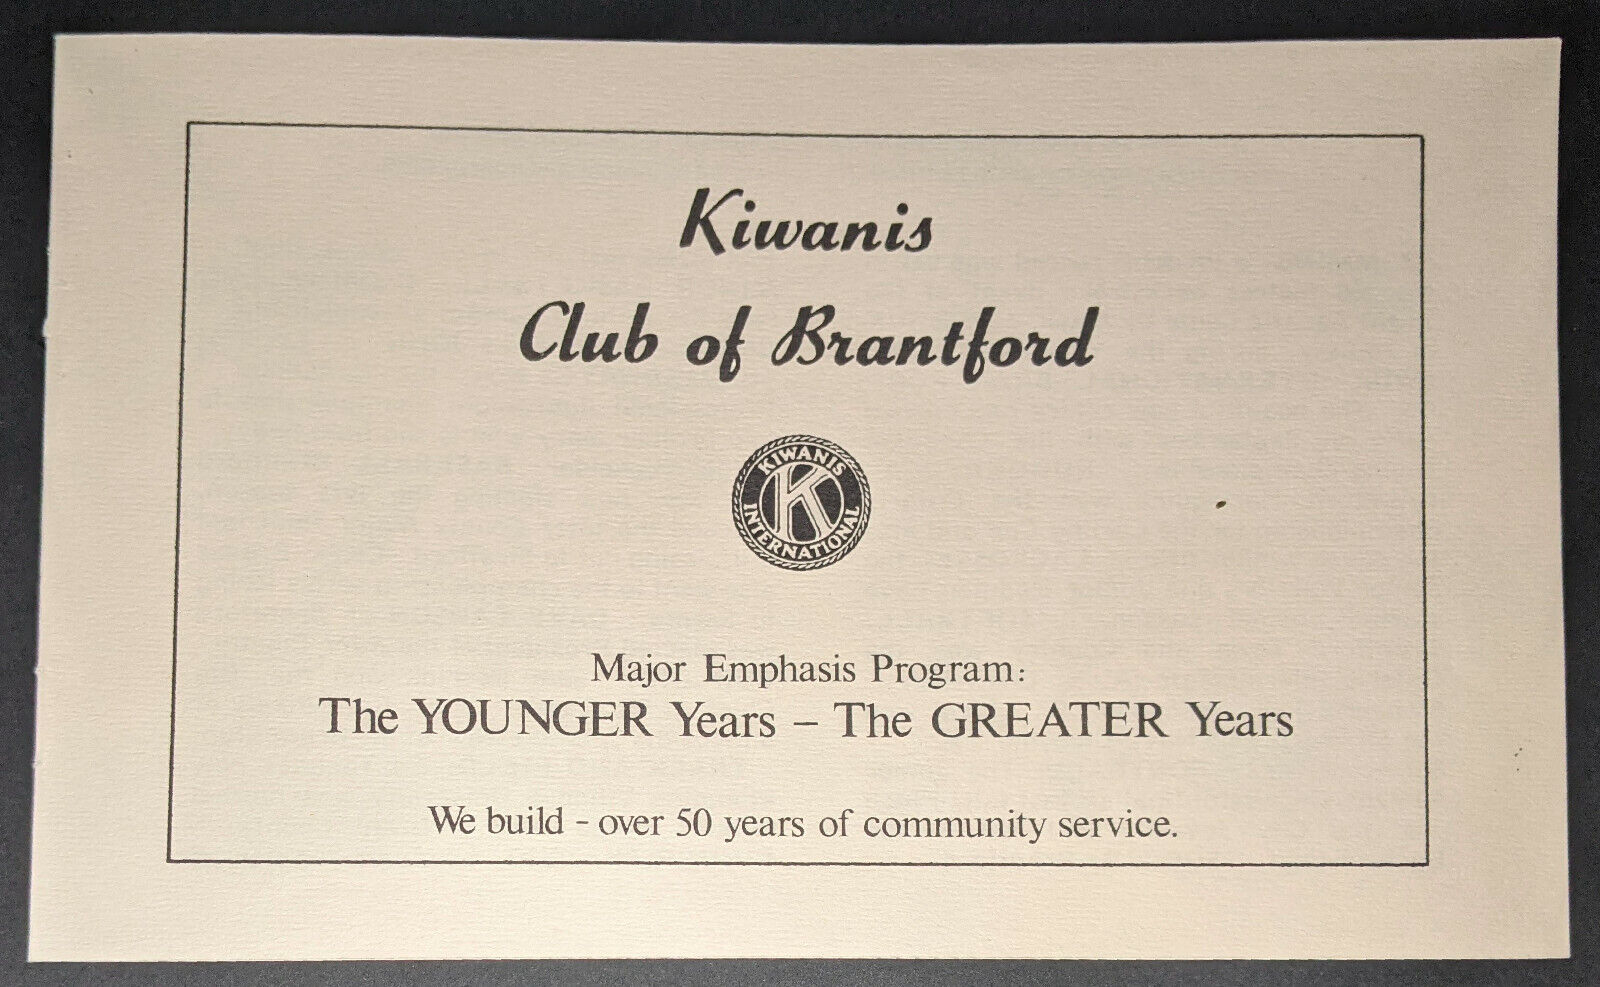 Kiwanis
Club of Brantford
KIWANIS
K
INTERNATIONAL
Major Emphasis Program:
The YOUNGER Years – The GREATER Years
We build - over 50 years of community service.